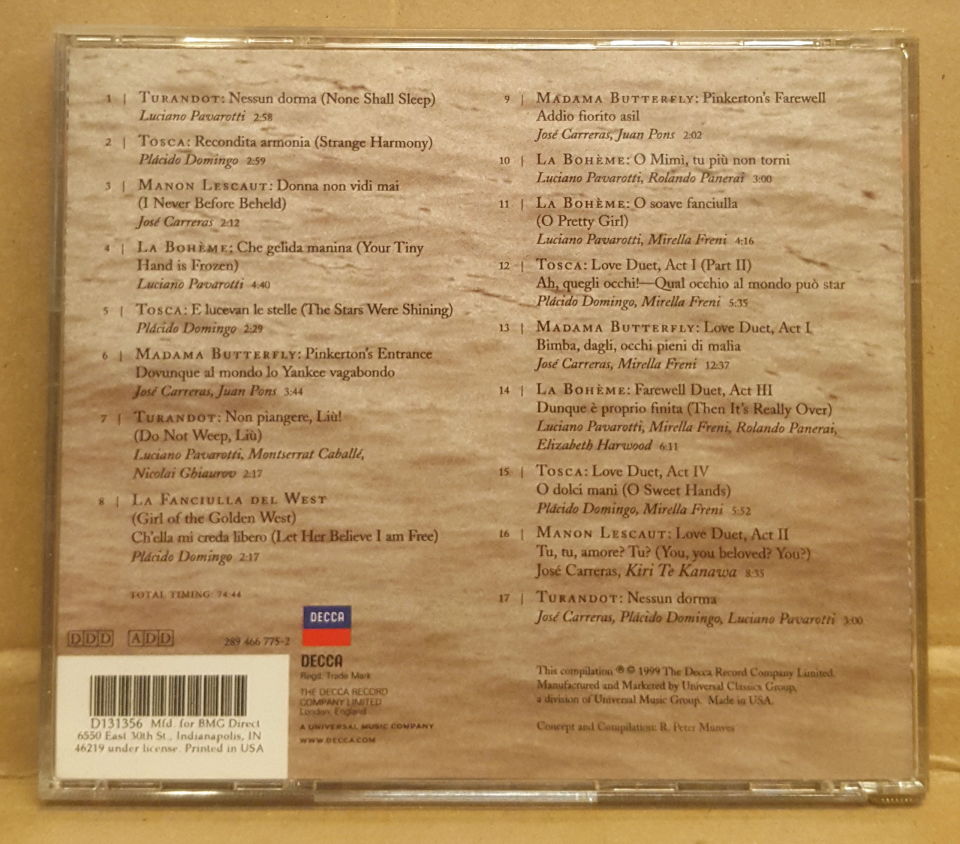 1 | TURANDOT: Nessun dorma (None Shall Sleep)
Luciano Pavarotti 2:58
2 | TOSCA: Recondita armonia (Strange Harmony)
Plácido Domingo 2:59
3 | MANON LESCAUT: Donna non vidi mai
(I Never Before Beheld)
José Carreras 2:12
4 | LA BOHÈME: Che gelida manina (Your Tiny
Hand is Frozen)
Luciano Pavarotti 4:40
5 | TOSCA: E lucevan le stelle (The Stars Were Shining)
Plácido Domingo 2:29
6 | MADAMA BUTTERFLY: Pinkerton's Entrance
Dovunque al mondo lo Yankee vagabondo
José Carreras, Juan Pons 3:44
7 | TURANDOT: Non piangere, Liù!
(Do Not Weep, Liù)
Luciano Pavarotti, Montserrat Caballé,
Nicolai Ghiaurov 2:17
8 | LA FANCIULLA DEL WEST
(Girl of the Golden West)
Ch'ella mi creda libero (Let Her Believe I am Free)
Plácido Domingo 2:17
TOTAL TIMING: 74:44
9 | MADAMA BUTTERFLY: Pinkerton's Farewell
Addio fiorito asil
José Carreras, Juan Pons 2:02
10 | LA BOHÈME: O Mimì, tu più non torni
Luciano Pavarotti, Rolando Panerai 3:00
11 | LA BOHÈME: O soave fanciulla
(O Pretty Girl)
Luciano Pavarotti, Mirella Freni 4:16
12 | TOSCA: Love Duet, Act I (Part II)
Ah, quegli occhi!—Qual occhio al mondo può star
Plácido Domingo, Mirella Freni 5:35
13 | MADAMA BUTTERFLY: Love Duet, Act I
Bimba, dagli, occhi pieni di malia
José Carreras, Mirella Freni 12:37
14 | LA BOHÈME: Farewell Duet, Act III
Dunque è proprio finita (Then It's Really Over)
Luciano Pavarotti, Mirella Freni, Rolando Panerai,
Elizabeth Harwood 6:11
15 | TOSCA: Love Duet, Act IV
O dolci mani (O Sweet Hands)
Plácido Domingo, Mirella Freni 5:52
16 | MANON LESCAUT: Love Duet, Act II
Tu, tu, amore? Tu? (You, you beloved? You?)
José Carreras, Kiri Te Kanawa 8:35
17 | TURANDOT: Nessun dorma
José Carreras, Plácido Domingo, Luciano Pavarotti 3:00
DDD ADD 289 466 775-2
DECCA
DECCA
Regd. Trade Mark
THE DECCA RECORD
COMPANY LIMITED
London, England
A UNIVERSAL MUSIC COMPANY
WWW.DECCA.COM
D131356 Mfd. for BMG Direct
6550 East 30th St., Indianapolis, IN
46219 under license. Printed in USA
This compilation ℗ © 1999 The Decca Record Company Limited.
Manufactured and Marketed by Universal Classics Group,
a division of Universal Music Group. Made in USA.
Concept and Compilation: R. Peter Munves